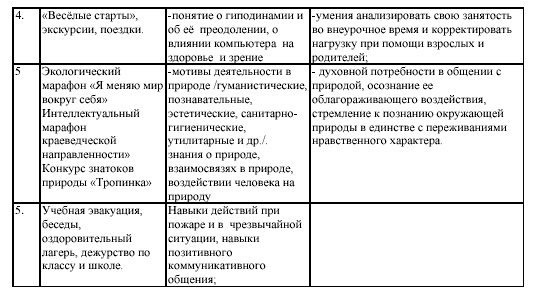 4.
«Весёлые старты»,
экскурсии, поездки.
-понятие о гиподинамии и
об её преодолении, о
влиянии компьютера на
здоровье и зрение
-умения анализировать свою занятость
во внеурочное время и корректировать
нагрузку при помощи взрослых и
родителей;
5
Экологический
марафон «Я меняю мир
вокруг себя»
Интеллектуальный
марафон
краеведческой
направленности»
Конкурс знатоков
природы «Тропинка»
-мотивы деятельности в
природе /гуманистические,
познавательные,
эстетические, санитарно-
гигиенические,
утилитарные и др./.
знания о природе,
взаимосвязях в природе,
воздействии человека на
природу
- духовной потребности в общении с
природой, осознание ее
облагораживающего воздействия,
стремление к познанию окружающей
природы в единстве с переживаниями
нравственного характера.
5.
Учебная эвакуация,
беседы,
оздоровительный
лагерь, дежурство по
классу и школе.
Навыки действий при
пожаре и в чрезвычайной
ситуации, навыки
позитивного
коммуникативного
общения;